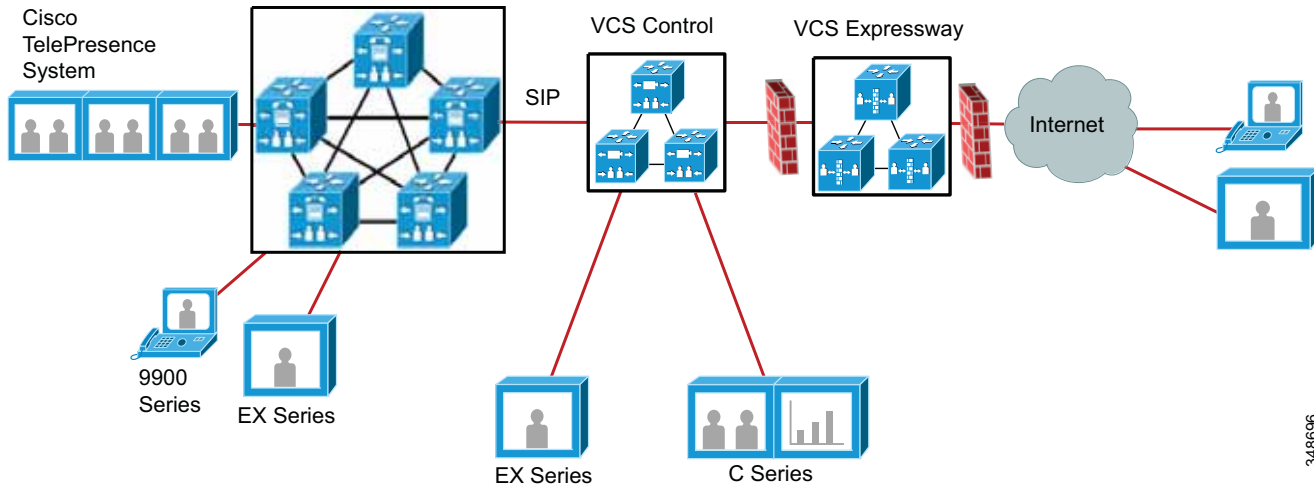 Cisco
TelePresence
System
SIP
VCS Control
VCS Expressway
Internet
9900
Series
EX Series
EX Series
C Series
348696